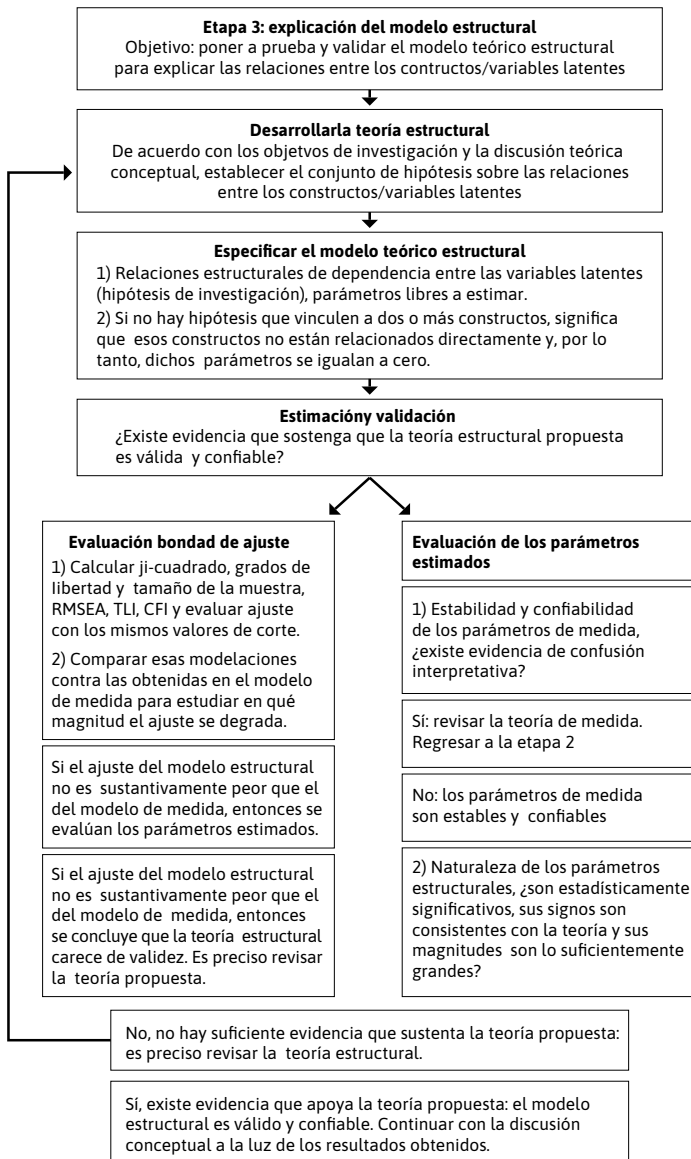 Etapa 3: explicación del modelo estructural
Objetivo: poner a prueba y validar el modelo teórico estructural
para explicar las relaciones entre los contructos/variables latentes
Desarrollarla teoría estructural
De acuerdo con los objetvos de investigación y la discusión teórica
conceptual, establecer el conjunto de hipótesis sobre las relaciones
entre los constructos/variables latentes
Especificar el modelo teórico estructural
1) Relaciones estructurales de dependencia entre las variables latentes
(hipótesis de investigación), parámetros libres a estimar.
2) Si no hay hipótesis que vinculen a dos o más constructos, significa
que esos constructos no están relacionados directamente y, por lo
tanto, dichos parámetros se igualan a cero.
Estimacióny validación
¿Existe evidencia que sostenga que la teoría estructural propuesta
es válida y confiable?
Evaluación bondad de ajuste
1) Calcular ji-cuadrado, grados de
libertad y tamaño de la muestra,
RMSEA, TLI, CFI y evaluar ajuste
con los mismos valores de corte.
2) Comparar esas modelaciones
contra las obtenidas en el modelo
de medida para estudiar en qué
magnitud el ajuste se degrada.
Si el ajuste del modelo estructural
no es sustantivamente peor que el
del modelo de medida, entonces se
evalúan los parámetros estimados.
Si el ajuste del modelo estructural
no es sustantivamente peor que el
del modelo de medida, entonces
se concluye que la teoría estructural
carece de validez. Es preciso revisar
la teoría propuesta.
Evaluación de los parámetros
estimados
1) Estabilidad y confiabilidad
de los parámetros de medida,
¿existe evidencia de confusión
interpretativa?
Sí: revisar la teoría de medida.
Regresar a la etapa 2
No: los parámetros de medida
son estables y confiables
2) Naturaleza de los parámetros
estructurales, ¿son estadísticamente
significativos, sus signos son
consistentes con la teoría y sus
magnitudes son lo suficientemente
grandes?
No, no hay suficiente evidencia que sustenta la teoría propuesta:
es preciso revisar la teoría estructural.
Sí, existe evidencia que apoya la teoría propuesta: el modelo
estructural es válido y confiable. Continuar con la discusión
conceptual a la luz de los resultados obtenidos.